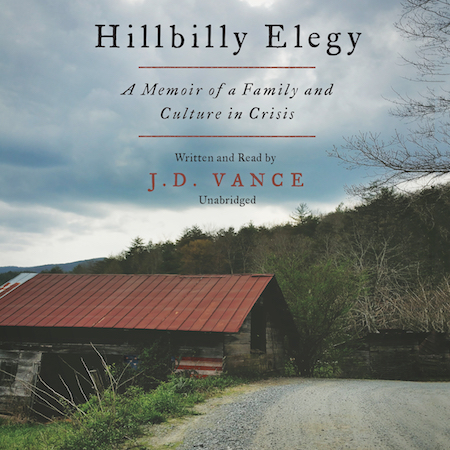 Hillbilly Elegy
A Memoir of a Family and
Culture in Crisis
Written and Read by
J.D. VANCE
Unabridged